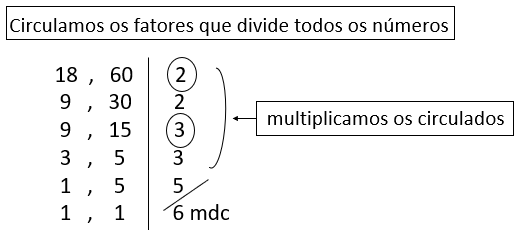 Circulamos os fatores que divide todos os números
18 , 60 | 2
9 , 30 | 2
9 , 15 | 3
3 , 5 | 3
1 , 5 | 5
1 , 1 | 6 mdc
multiplicamos os circulados